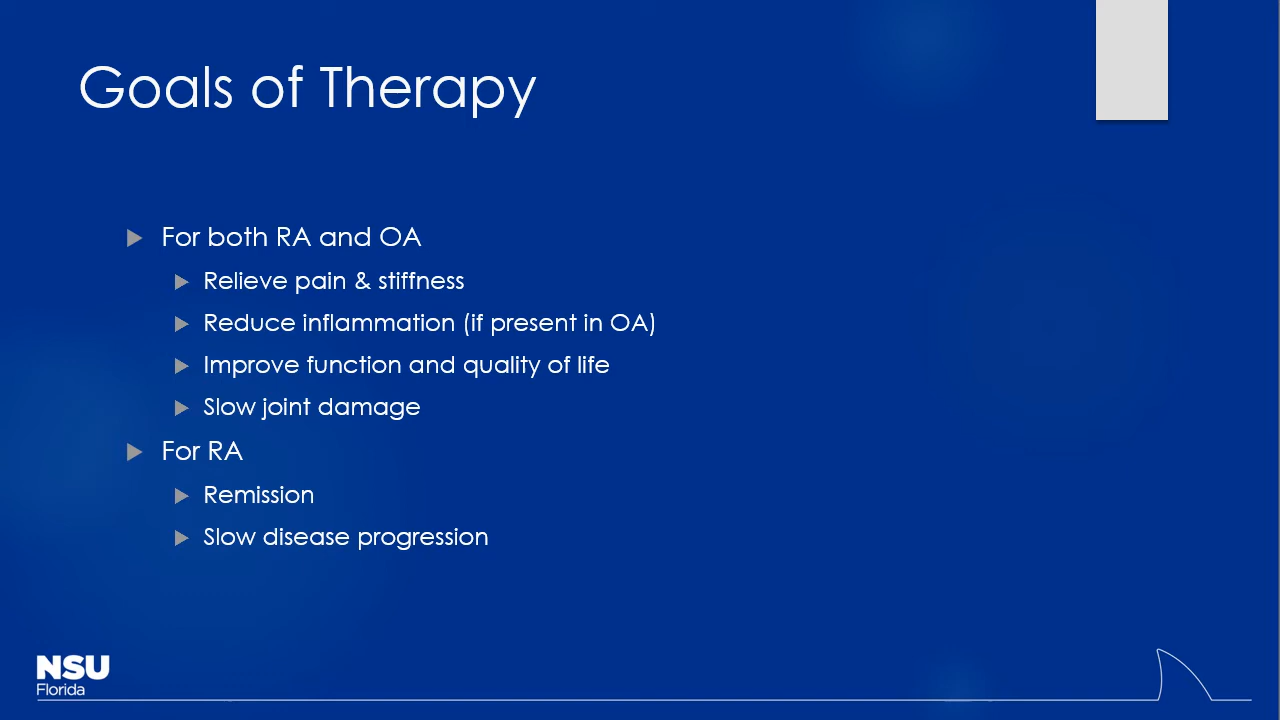 Goals of Therapy
For both RA and OA
Relieve pain & stiffness
Reduce inflammation (if present in OA)
Improve function and quality of life
Slow joint damage
For RA
Remission
Slow disease progression
NSU
Florida